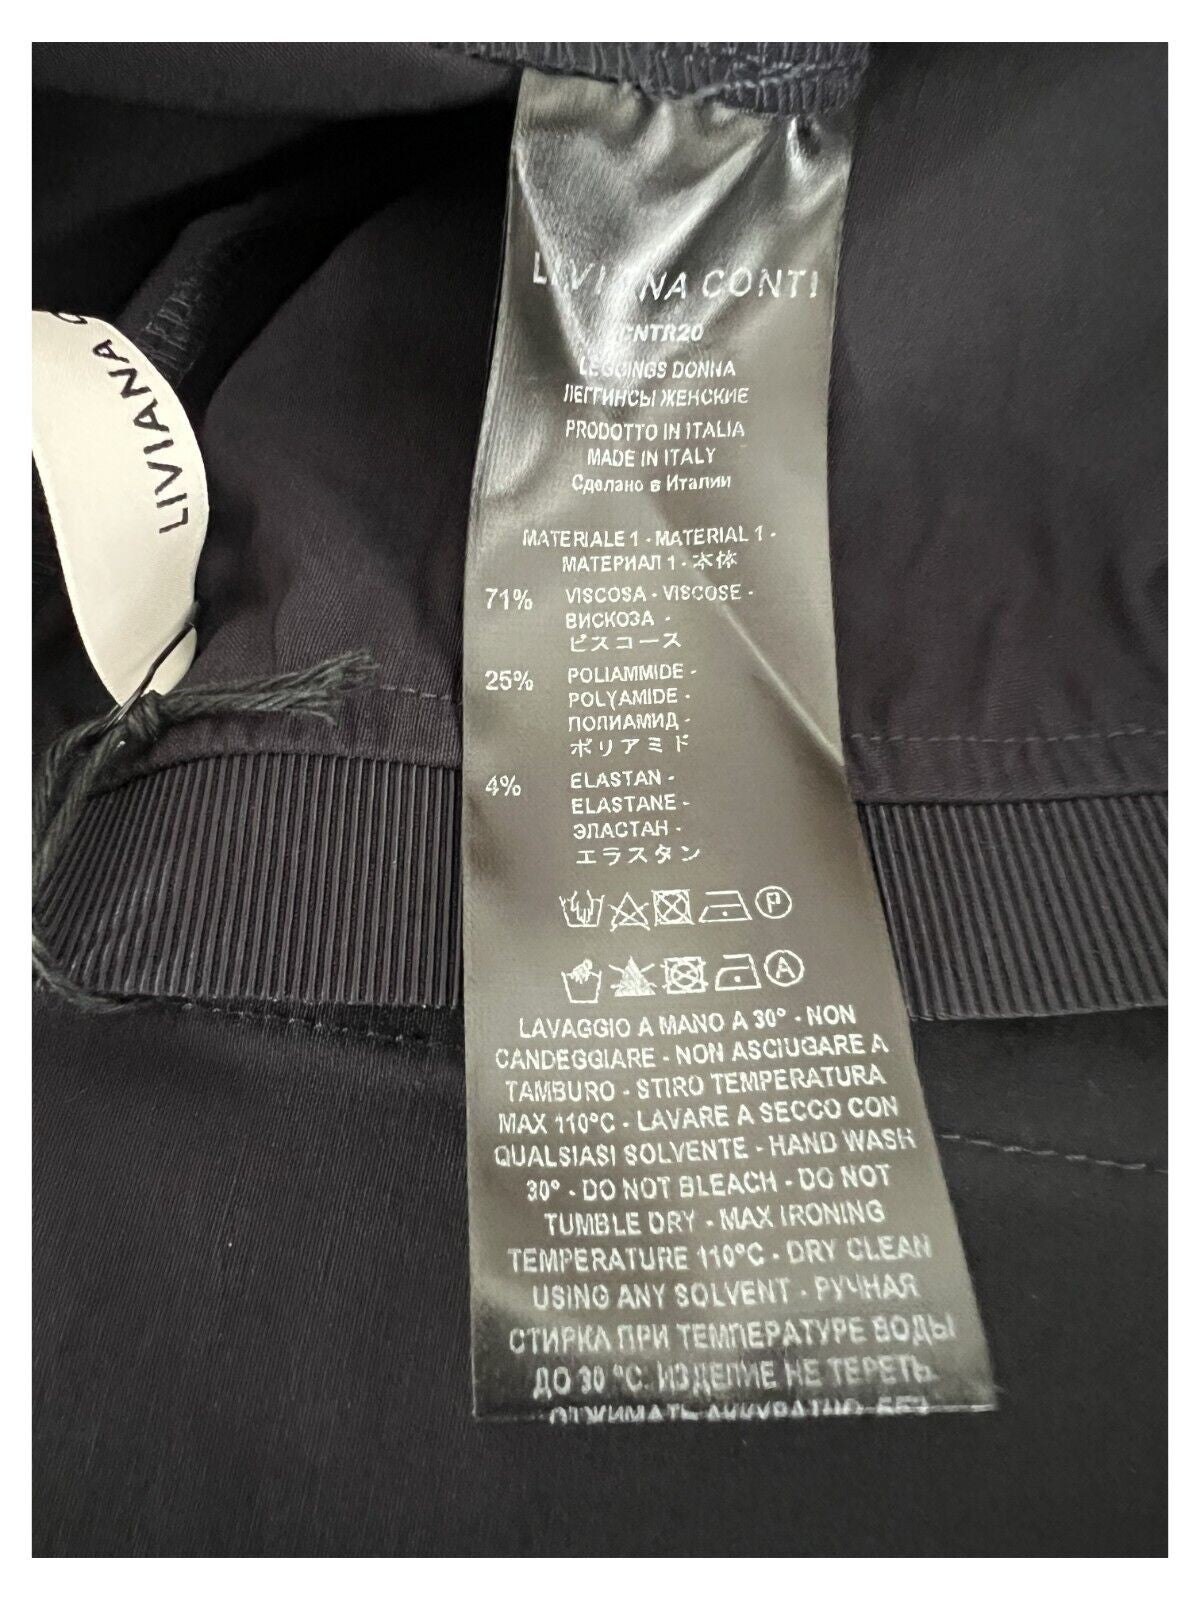 LIVIANA
LIVIANA CONTI
CNTR20
LEGGINGS DONNA
ЛЕГГИНСЫ ЖЕНСКИЕ
PRODOTTO IN ITALIA
MADE IN ITALY
Сделано в Италии
MATERIALE 1 - MATERIAL 1 -
МАТЕРИАЛ 1 - 本体
71% VISCOSA - VISCOSE -
ВИСКОЗА -
ビスコース
25% POLIAMMIDE -
POLYAMIDE -
ПОЛИАМИД -
ポリアミド
4% ELASTAN -
ELASTANE -
ЭЛАСТАН -
エラスタン
P
A
LAVAGGIO A MANO A 30° - NON
CANDEGGIARE - NON ASCIUGARE A
TAMBURO - STIRO TEMPERATURA
MAX 110°C - LAVARE A SECCO CON
QUALSIASI SOLVENTE - HAND WASH
30° - DO NOT BLEACH - DO NOT
TUMBLE DRY - MAX IRONING
TEMPERATURE 110°C - DRY CLEAN
USING ANY SOLVENT - РУЧНАЯ
СТИРКА ПРИ ТЕМПЕРАТУРЕ ВОДЫ
ДО 30 °С. ИЗДЕЛИЕ НЕ ТЕРЕТЬ.
ОТЖИМАТЬ АККУРАТНО, БЕЗ